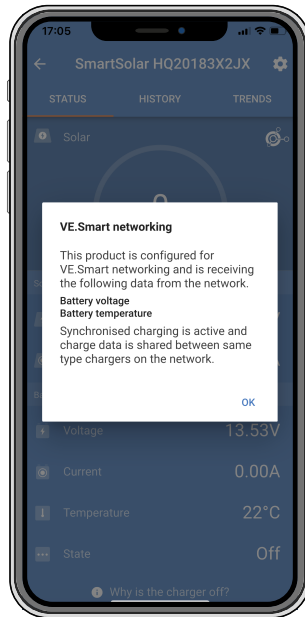 17:05
SmartSolar HQ20183X2JX
STATUS HISTORY TRENDS
Solar
VE.Smart networking
This product is configured for
VE.Smart networking and is receiving
the following data from the network.
Battery voltage
Battery temperature
Synchronised charging is active and
charge data is shared between same
type chargers on the network.
OK
Voltage 13.53V
Current 0.00A
Temperature 22°C
State Off
Why is the charger off?